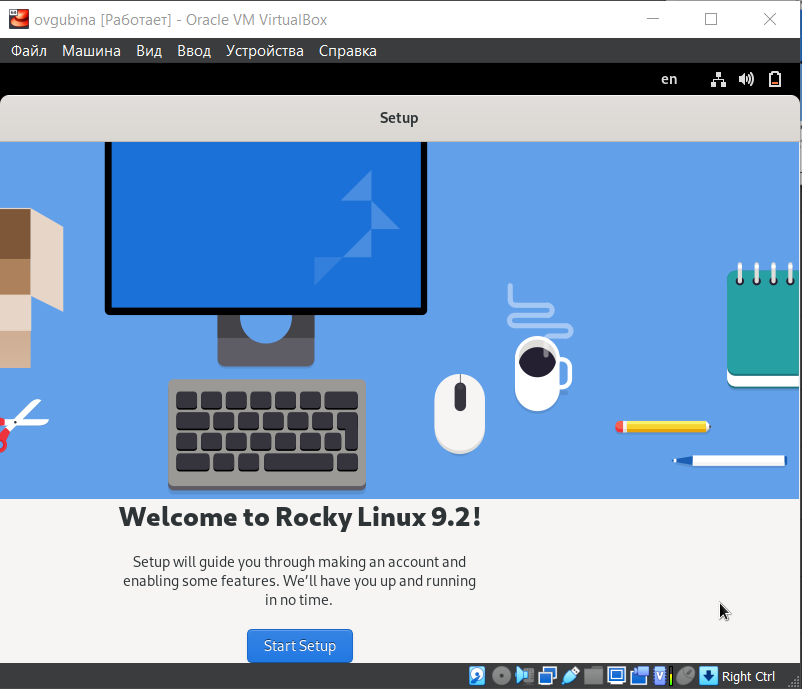 ovgubina [Работает] - Oracle VM VirtualBox
Файл Машина Вид Ввод Устройства Справка
en
Setup
Welcome to Rocky Linux 9.2!
Setup will guide you through making an account and
enabling some features. We’ll have you up and running
in no time.
Start Setup
Right Ctrl